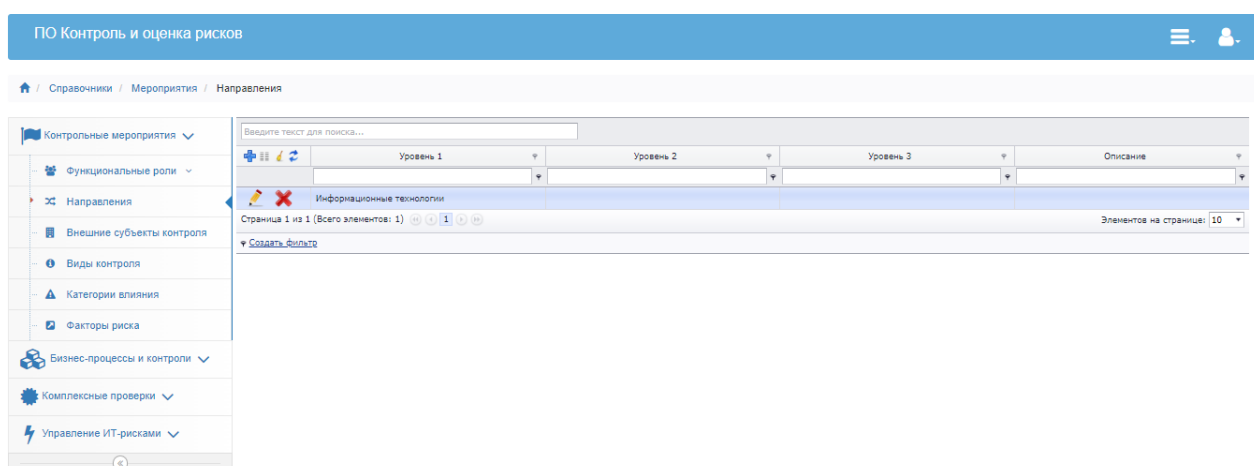 ПО Контроль и оценка рисков
/ Справочники / Мероприятия / Направления
Контрольные мероприятия
Функциональные роли
Направления
Внешние субъекты контроля
Виды контроля
Категории влияния
Факторы риска
Бизнес-процессы и контроли
Комплексные проверки
Управление ИТ-рисками
Введите текст для поиска...
Уровень 1 Уровень 2 Уровень 3 Описание
Информационные технологии
Страница 1 из 1 (Всего элементов: 1) 1 Элементов на странице: 10
Создать фильтр